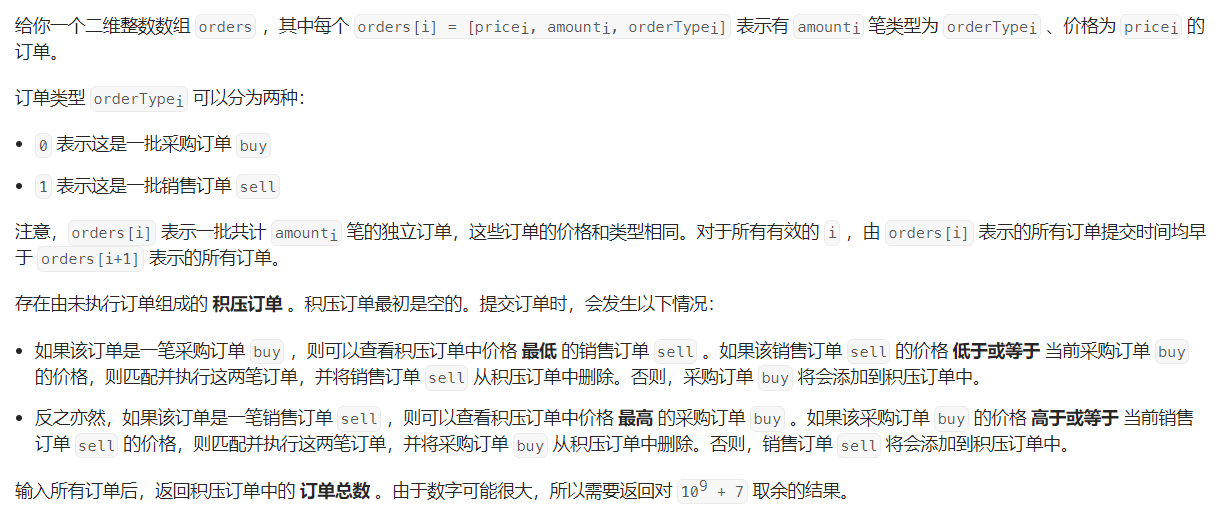 给你一个二维整数数组 orders ，其中每个 orders[i] = [pricei, amounti, orderTypei] 表示有 amounti 笔类型为 orderTypei 、价格为 pricei 的
订单。
订单类型 orderTypei 可以分为两种：
• 0 表示这是一批采购订单 buy
• 1 表示这是一批销售订单 sell
注意，orders[i] 表示一批共计 amounti 笔的独立订单，这些订单的价格和类型相同。对于所有有效的 i ，由 orders[i] 表示的所有订单提交时间均早
于 orders[i+1] 表示的所有订单。
存在由未执行订单组成的 积压订单 。积压订单最初是空的。提交订单时，会发生以下情况：
• 如果该订单是一笔采购订单 buy ，则可以查看积压订单中价格 最低 的销售订单 sell 。如果该销售订单 sell 的价格 低于或等于 当前采购订单 buy
的价格，则匹配并执行这两笔订单，并将销售订单 sell 从积压订单中删除。否则，采购订单 buy 将会添加到积压订单中。
• 反之亦然，如果该订单是一笔销售订单 sell ，则可以查看积压订单中价格 最高 的采购订单 buy 。如果该采购订单 buy 的价格 高于或等于 当前销售
订单 sell 的价格，则匹配并执行这两笔订单，并将采购订单 buy 从积压订单中删除。否则，销售订单 sell 将会添加到积压订单中。
输入所有订单后，返回积压订单中的 订单总数 。由于数字可能很大，所以需要返回对 10⁹ + 7 取余的结果。